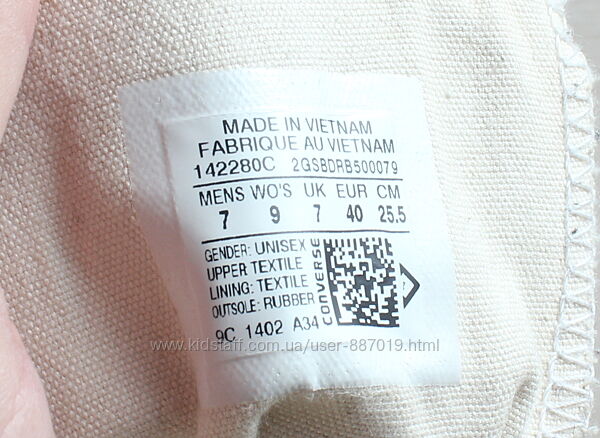 MADE IN VIETNAM
FABRIQUE AU VIETNAM
142280C 2GSBDRB500079
MENS WO'S UK EUR CM
7 9 7 40 25.5
GENDER: UNISEX
UPPER TEXTILE
LINING: TEXTILE
OUTSOLE: RUBBER
CONVERSE
9C 1402 A34
www.kidstaff.com.ua/user-887019.html